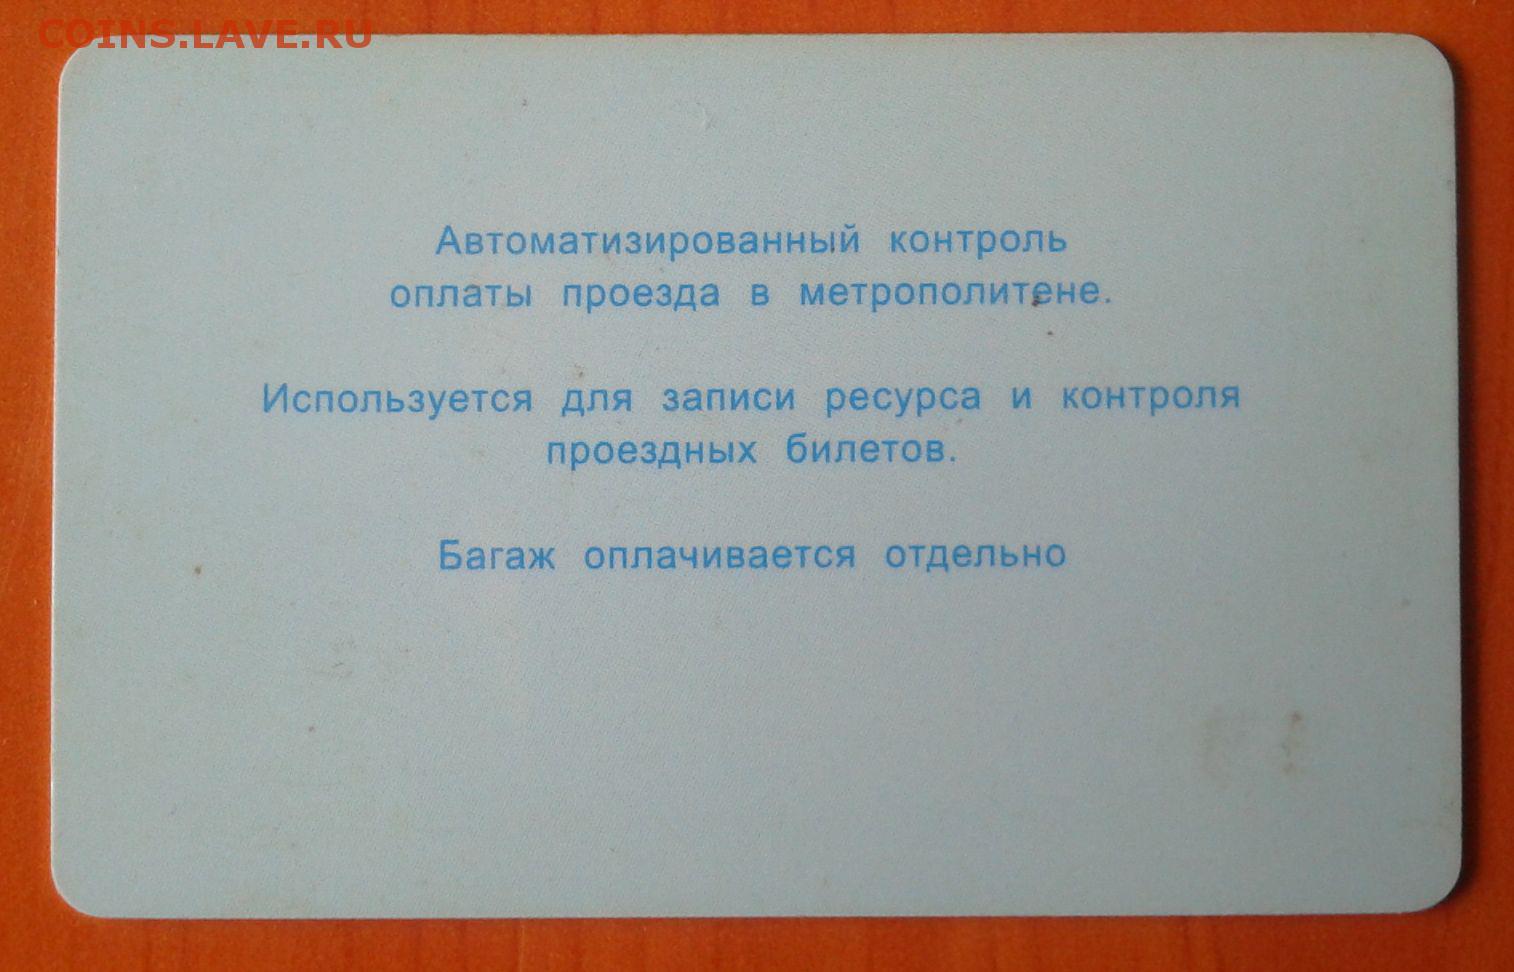 COINS.LAVE.RU
Автоматизированный контроль
оплаты проезда в метрополитене.
Используется для записи ресурса и контроля
проездных билетов.
Багаж оплачивается отдельно